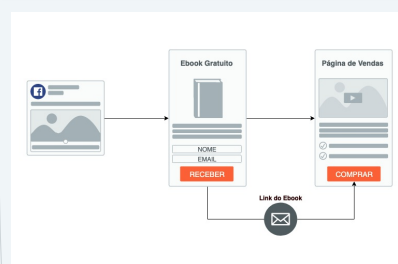 Ebook Gratuito
NOME
EMAIL
RECEBER
Página de Vendas
COMPRAR
Link do Ebook